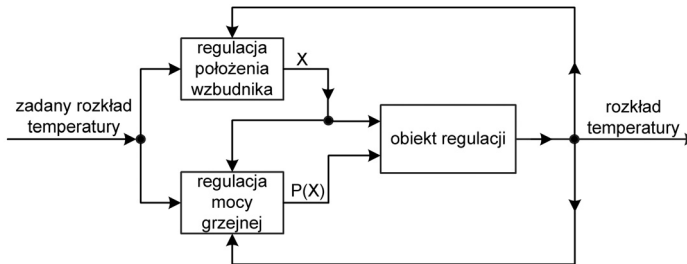 regulacja
położenia
wzbudnika
X
zadany rozkład
temperatury
obiekt regulacji
rozkład
temperatury
regulacja
mocy
grzejnej
P(X)